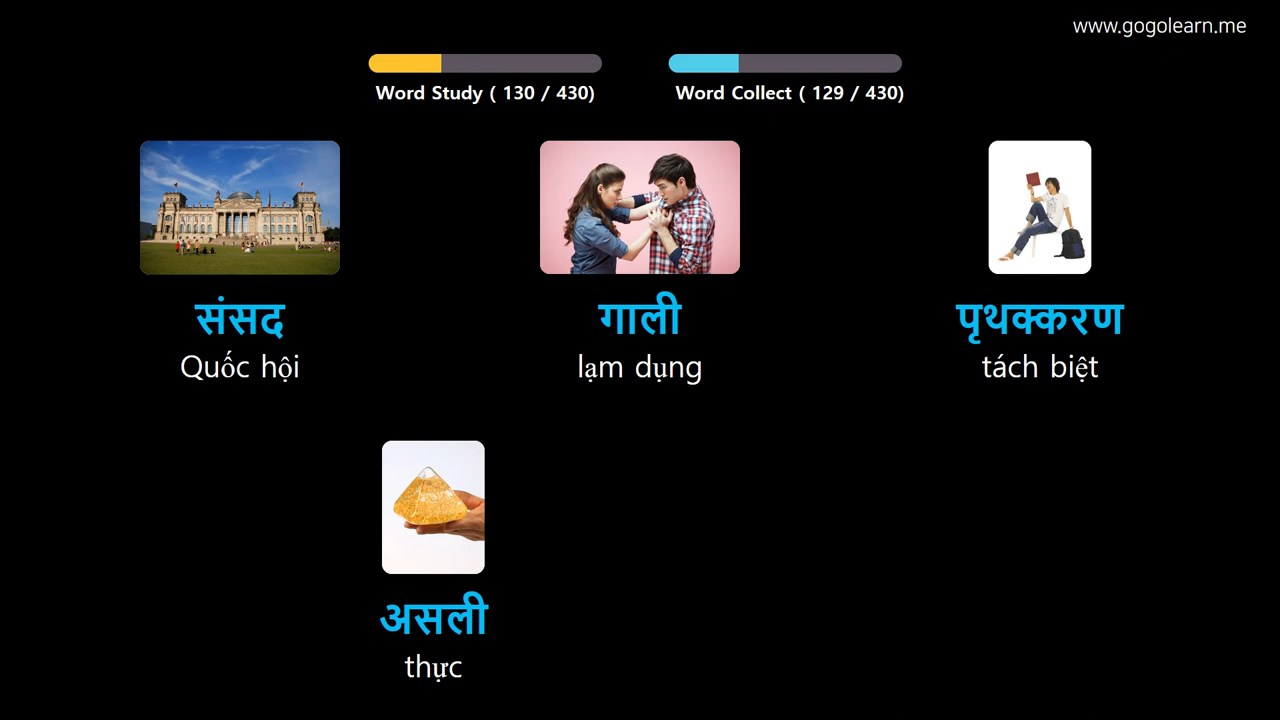 www.gogolearn.me
Word Study ( 130 / 430)
Word Collect ( 129 / 430)
संसद
Quốc hội
गाली
lạm dụng
पृथक्करण
tách biệt
असली
thực